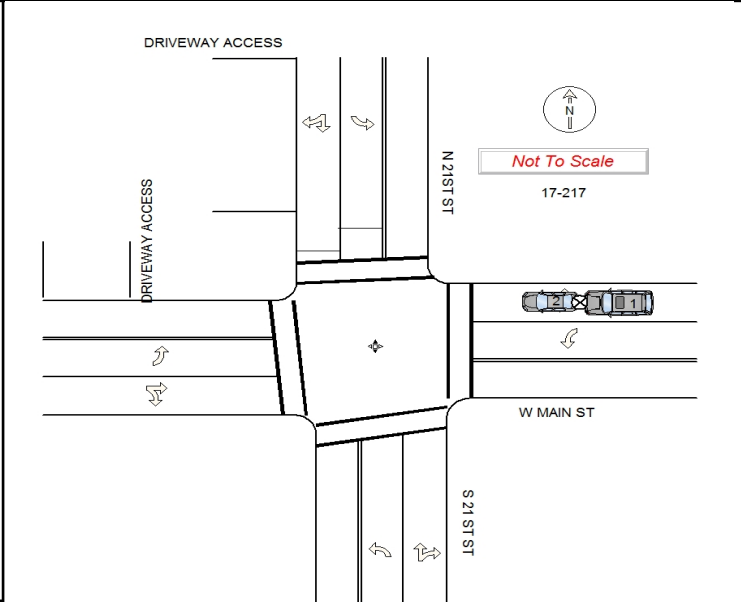 DRIVEWAY ACCESS
N
N 21ST ST
Not To Scale
17-217
DRIVEWAY ACCESS
2
1
W MAIN ST
S 21 ST ST